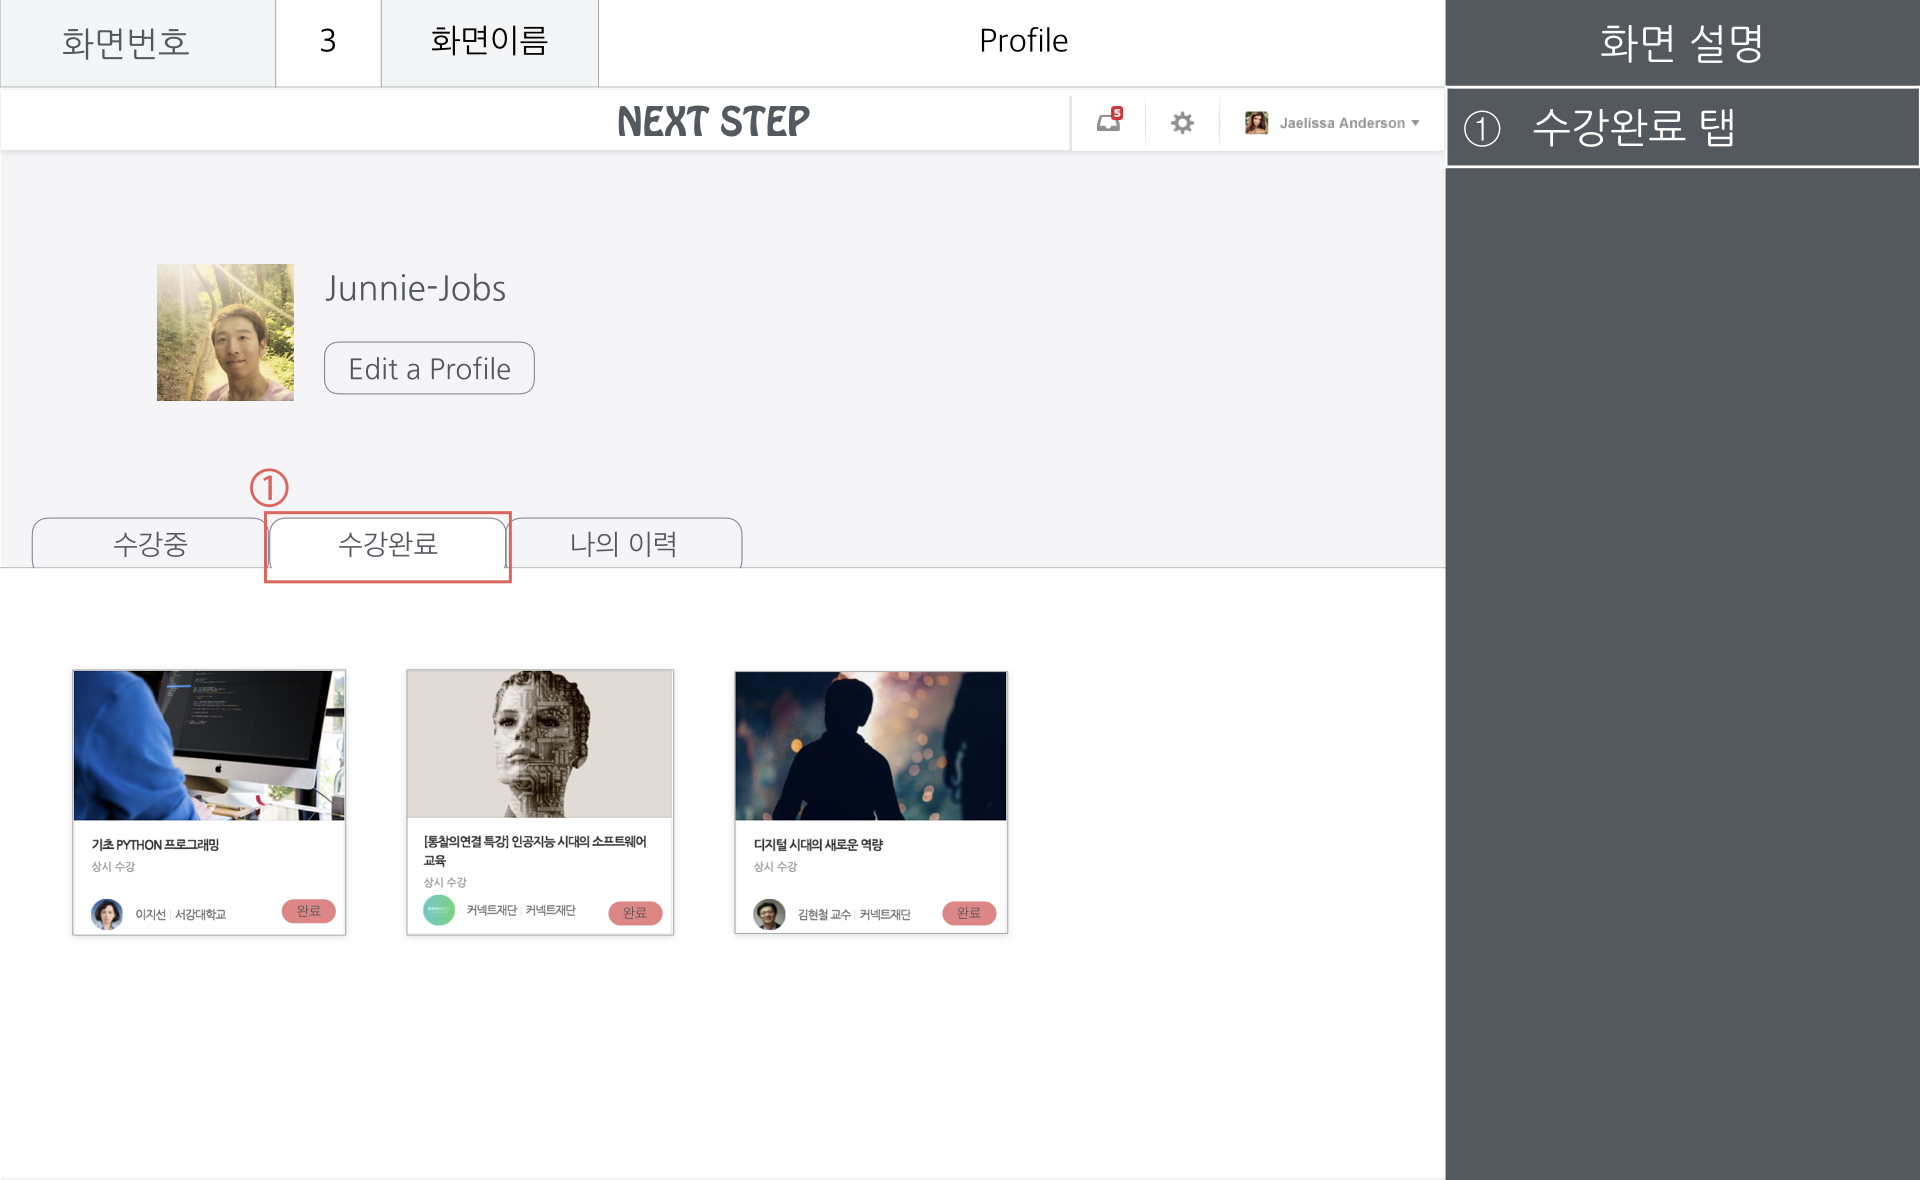 화면번호
3
화면이름
Profile
화면 설명
NEXT STEP
5
Jaelissa Anderson
① 수강완료 탭
Junnie-Jobs
Edit a Profile
①
수강중
수강완료
나의 이력
기초 PYTHON 프로그래밍
상시 수강
이지선 | 서강대학교
완료
[통찰의연결 특강] 인공지능 시대의 소프트웨어
교육
상시 수강
커넥트재단 | 커넥트재단
완료
디지털 시대의 새로운 역량
상시 수강
김현철 교수 | 커넥트재단
완료